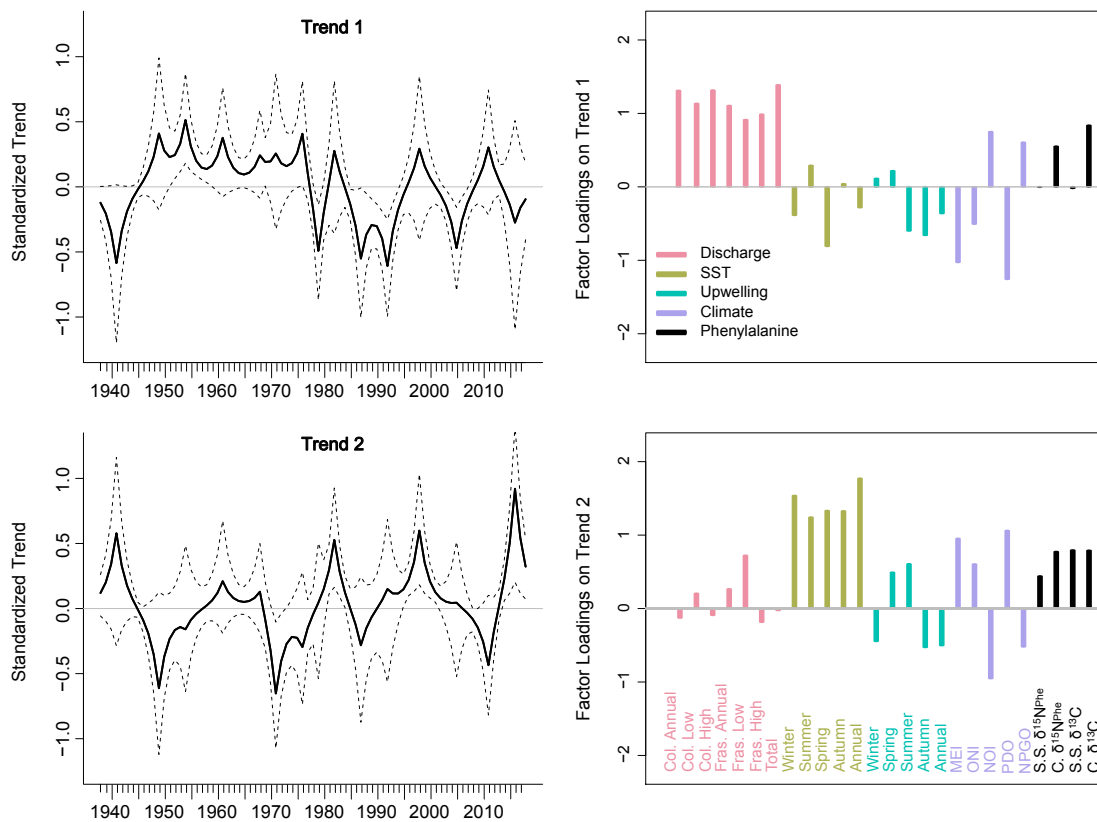 Trend 1
Standardized Trend
1.0
0.5
0.0
−0.5
−1.0
1940 1950 1960 1970 1980 1990 2000 2010
Factor Loadings on Trend 1
2
1
0
−1
−2
Discharge
SST
Upwelling
Climate
Phenylalanine
Trend 2
Standardized Trend
1.0
0.5
0.0
−0.5
−1.0
1940 1950 1960 1970 1980 1990 2000 2010
Factor Loadings on Trend 2
2
1
0
−1
−2
Col. Annual
Col. Low
Col. High
Fras. Annual
Fras. Low
Fras. High
Total
Winter
Summer
Spring
Autumn
Annual
Winter
Spring
Summer
Autumn
Annual
MEI
ONI
NOI
PDO
NPGO
S.S. δ¹⁵NPhe
C. δ¹⁵NPhe
S.S. δ¹³C
C. δ¹³C